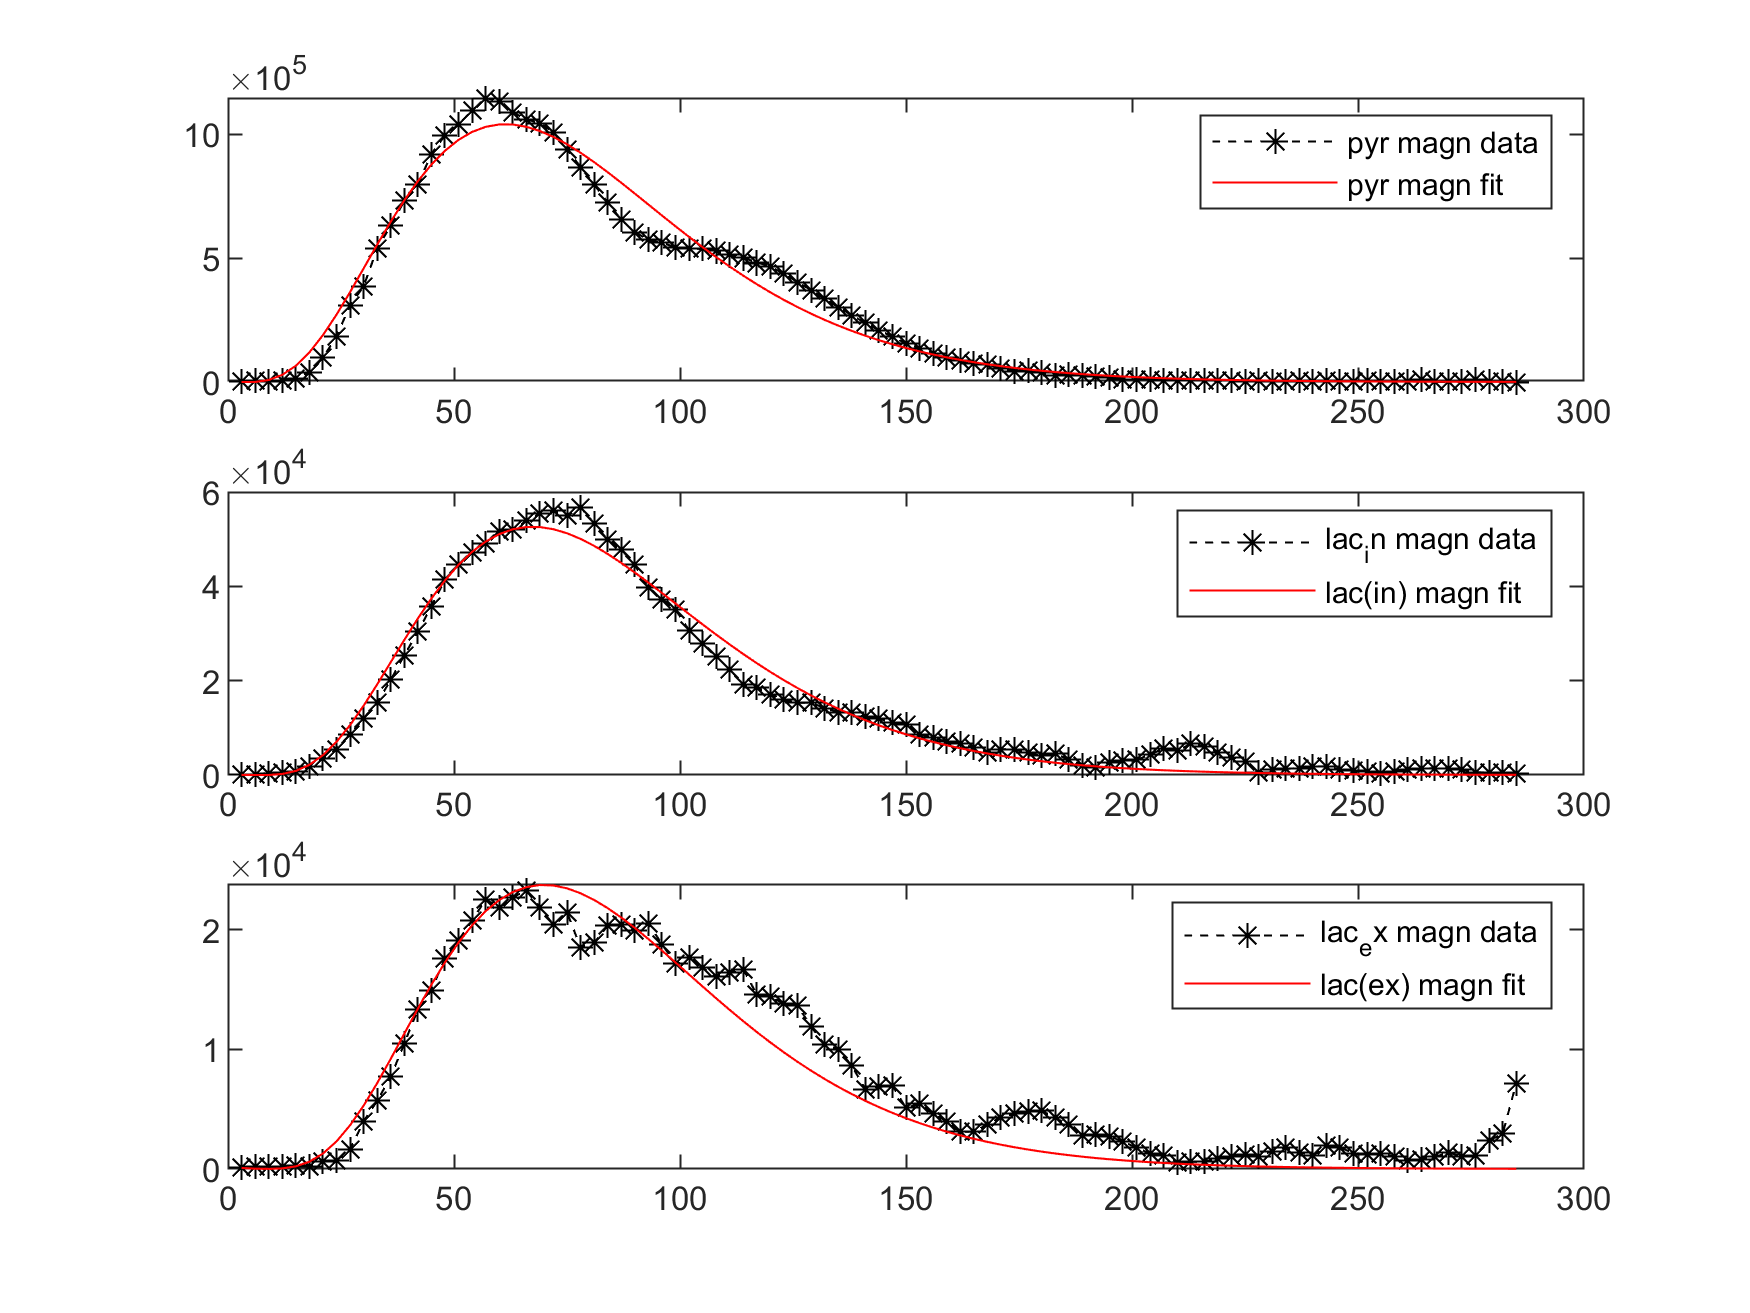 ×10^5
10
5
0
0 50 100 150 200 250 300
pyr magn data
pyr magn fit
×10^4
6
4
2
0
0 50 100 150 200 250 300
lac_in magn data
lac(in) magn fit
×10^4
2
1
0
0 50 100 150 200 250 300
lac_ex magn data
lac(ex) magn fit